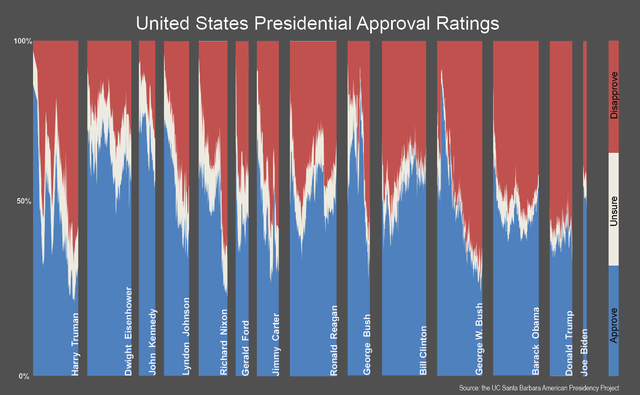 United States Presidential Approval Ratings
100%
50%
0%
Harry Truman
Dwight Eisenhower
John Kennedy
Lyndon Johnson
Richard Nixon
Gerald Ford
Jimmy Carter
Ronald Reagan
George Bush
Bill Clinton
George W. Bush
Barack Obama
Donald Trump
Joe Biden
Disapprove
Unsure
Approve
Source: the UC Santa Barbara American Presidency Project